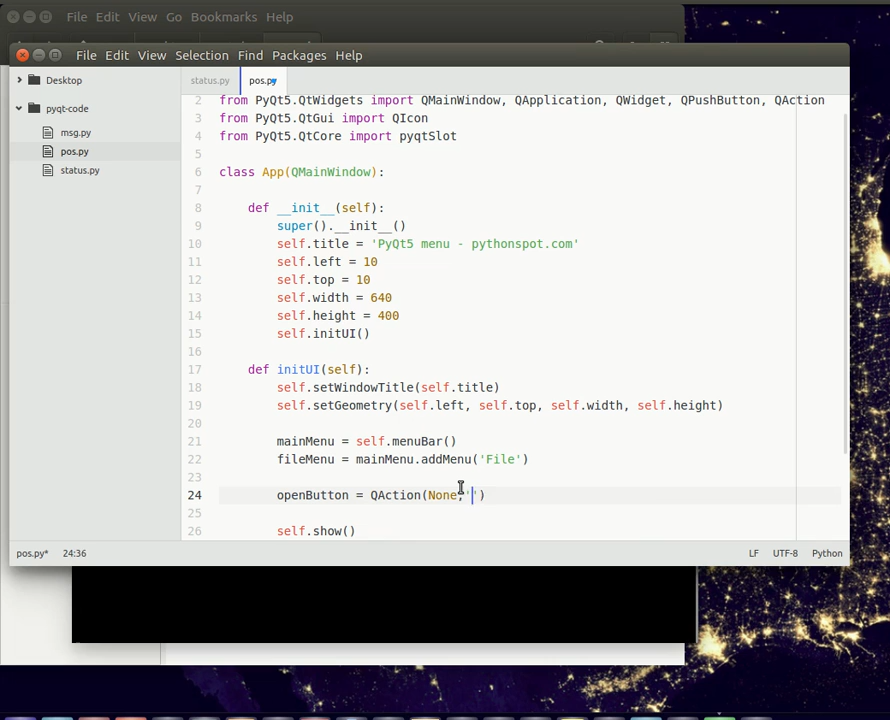 File Edit View Go Bookmarks Help
File Edit View Selection Find Packages Help
Desktop
pyqt-code
msg.py
pos.py
status.py
status.py pos.py
2 from PyQt5.QtWidgets import QMainWindow, QApplication, QWidget, QPushButton, QAction
3 from PyQt5.QtGui import QIcon
4 from PyQt5.QtCore import pyqtSlot
5
6 class App(QMainWindow):
7
8 def __init__(self):
9 super().__init__()
10 self.title = 'PyQt5 menu - pythonspot.com'
11 self.left = 10
12 self.top = 10
13 self.width = 640
14 self.height = 400
15 self.initUI()
16
17 def initUI(self):
18 self.setWindowTitle(self.title)
19 self.setGeometry(self.left, self.top, self.width, self.height)
20
21 mainMenu = self.menuBar()
22 fileMenu = mainMenu.addMenu('File')
23
24 openButton = QAction(None,'')
25
26 self.show()
pos.py* 24:36 LF UTF-8 Python